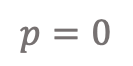 p = 0